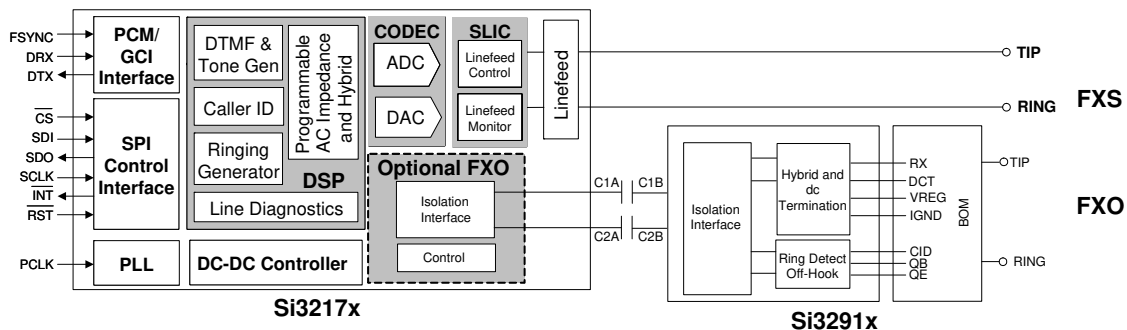 FSYNC
DRX
DTX
PCM/
GCI
Interface
CS
SDI
SDO
SCLK
INT
RST
SPI
Control
Interface
PCLK
PLL
DTMF &
Tone Gen
Caller ID
Ringing
Generator
Programmable
AC Impedance
and Hybrid
DSP
Line Diagnostics
DC-DC Controller
CODEC
ADC
DAC
SLIC
Linefeed
Control
Linefeed
Monitor
Linefeed
Optional FXO
Isolation
Interface
Control
Si3217x
TIP
RING
FXS
C1A
C1B
C2A
C2B
Isolation
Interface
Hybrid and
dc
Termination
Ring Detect
Off-Hook
RX
DCT
VREG
IGND
CID
QB
QE
BOM
TIP
RING
FXO
Si3291x